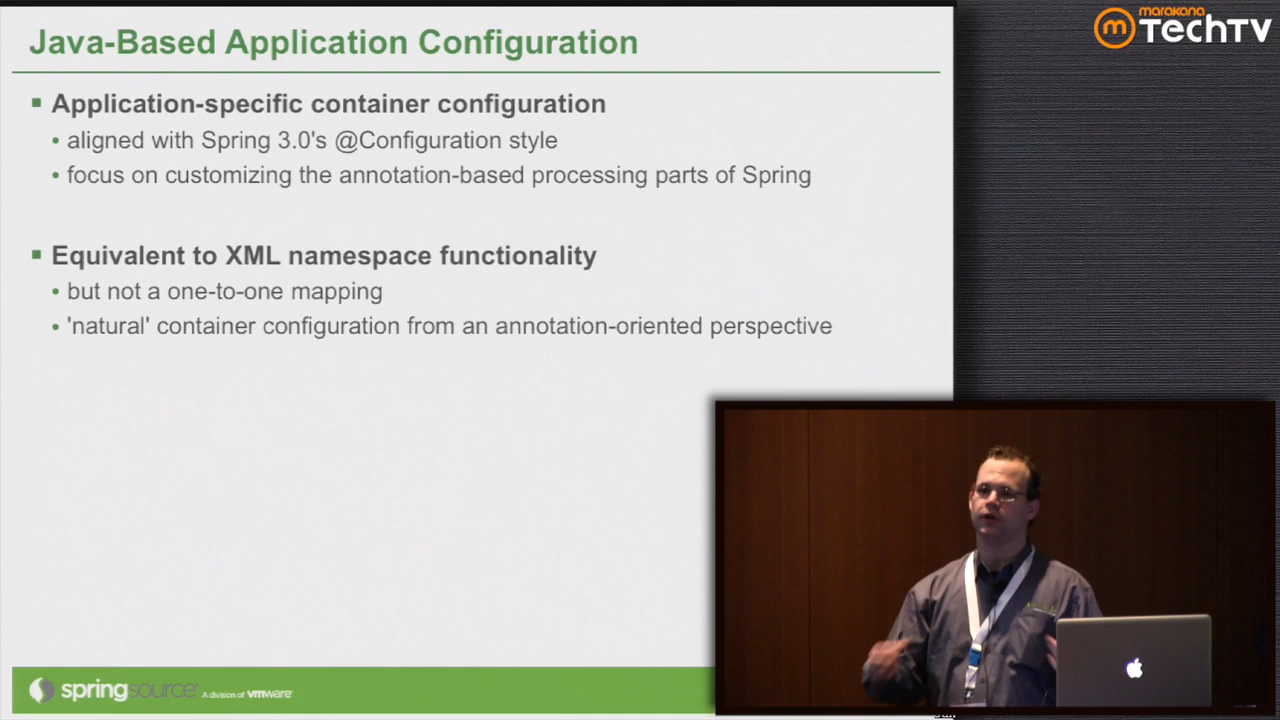 Java-Based Application Configuration
marakana
m TechTV
Application-specific container configuration
• aligned with Spring 3.0's @Configuration style
• focus on customizing the annotation-based processing parts of Spring
Equivalent to XML namespace functionality
• but not a one-to-one mapping
• 'natural' container configuration from an annotation-oriented perspective
springsource A division of vmware